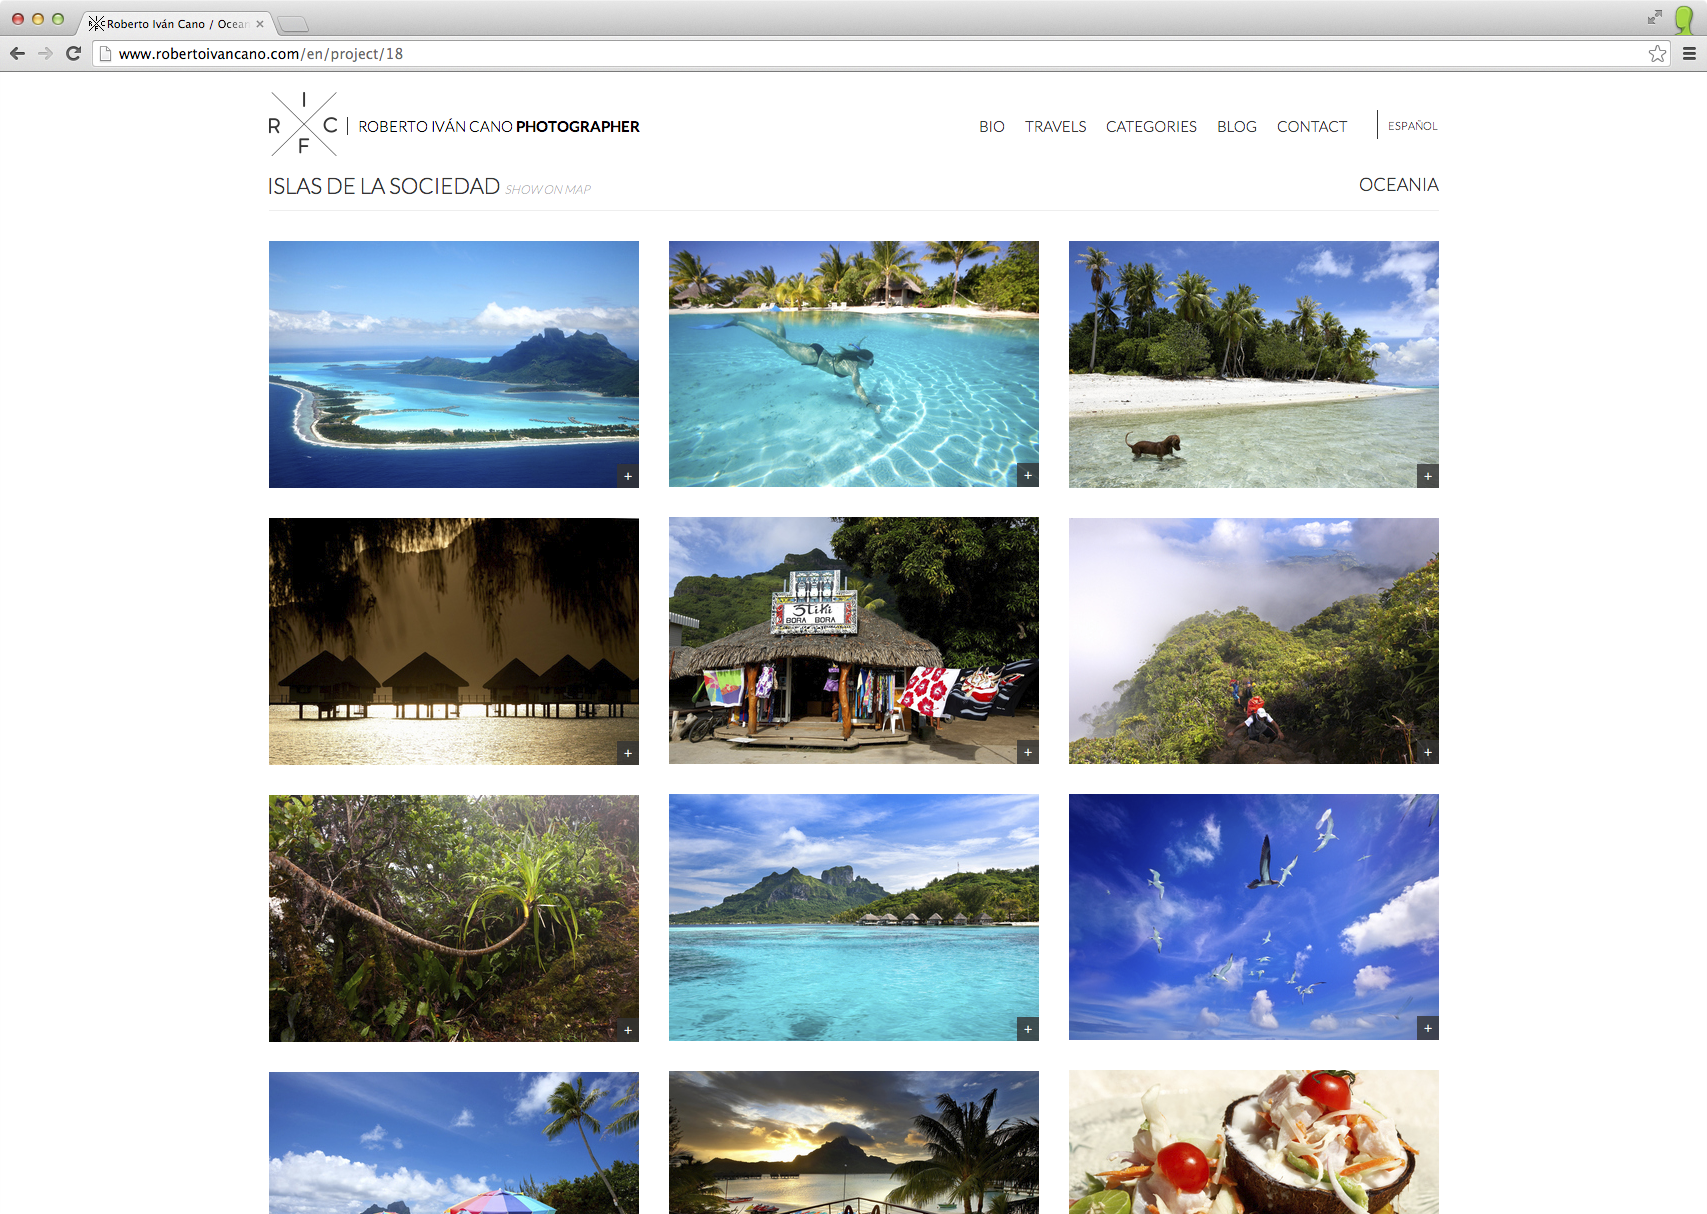 Roberto Iván Cano / Ocean
www.robertoivancano.com/en/project/18
I
R C
F
ROBERTO IVÁN CANO PHOTOGRAPHER
BIO TRAVELS CATEGORIES BLOG CONTACT ESPAÑOL
ISLAS DE LA SOCIEDAD SHOW ON MAP OCEANIA
+ + +
3tiki
BORA BORA
+ + +
+ + +